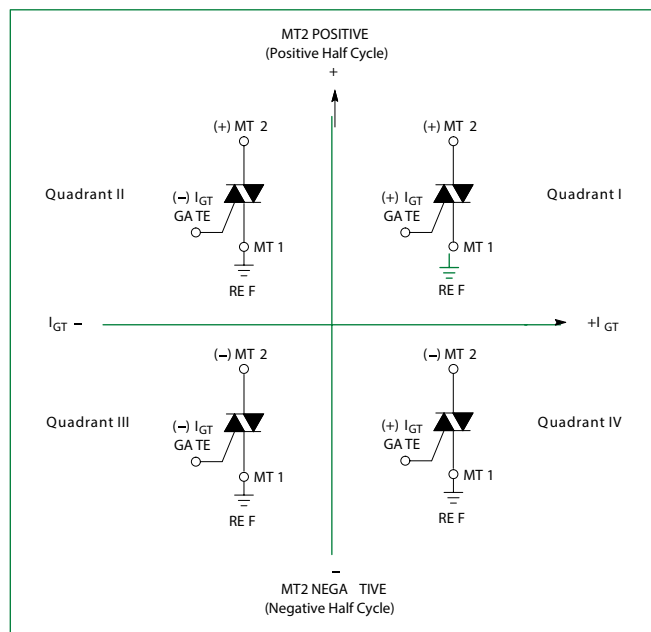 MT2 POSITIVE
(Positive Half Cycle)
+
(+) MT 2
(+) MT 2
Quadrant II
(−) IGT
GA TE
(+) IGT
GA TE
Quadrant I
MT 1
MT 1
RE F
RE F
IGT −
+I GT
(−) MT 2
(−) MT 2
Quadrant III
(−) IGT
GA TE
(+) IGT
GA TE
Quadrant IV
MT 1
MT 1
RE F
RE F
−
MT2 NEGA TIVE
(Negative Half Cycle)